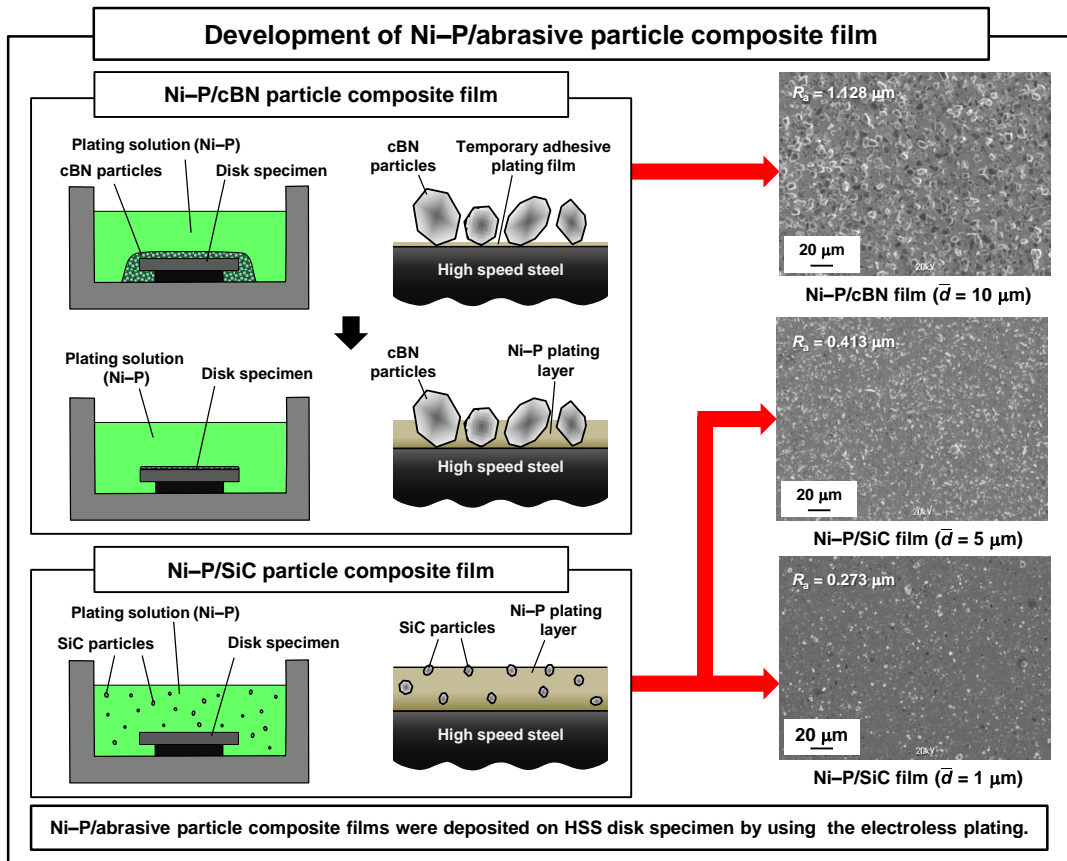 Development of Ni–P/abrasive particle composite film
Ni–P/cBN particle composite film
Plating solution (Ni–P)
cBN particles
Disk specimen
cBN
particles
Temporary adhesive
plating film
High speed steel
Plating solution
(Ni–P)
Disk specimen
cBN
particles
Ni–P plating
layer
High speed steel
Ni–P/SiC particle composite film
Plating solution (Ni–P)
SiC particles
Disk specimen
SiC particles
Ni–P plating
layer
High speed steel
Ra = 1.128 μm
20 μm
20kV
Ni–P/cBN film (d̅ = 10 μm)
Ra = 0.413 μm
20 μm
20kV
Ni–P/SiC film (d̅ = 5 μm)
Ra = 0.273 μm
20 μm
20kV
Ni–P/SiC film (d̅ = 1 μm)
Ni–P/abrasive particle composite films were deposited on HSS disk specimen by using  the electroless plating.